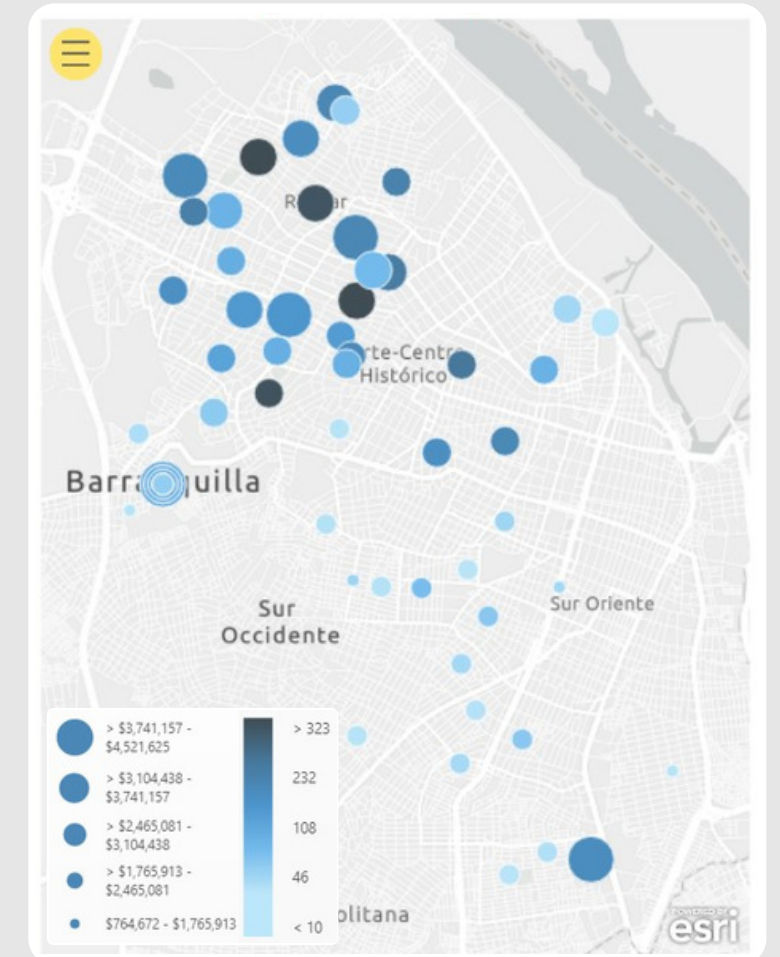 R ar
rte-Centr
Histórico
Barra quilla
Sur
Occidente
Sur Oriente
> $3,741,157 -
$4,521,625
> $3,104,438 -
$3,741,157
> $2,465,081 -
$3,104,438
> $1,765,913 -
$2,465,081
$764,672 - $1,765,913
> 323
232
108
46
< 10
olitana
POWERED BY
esri